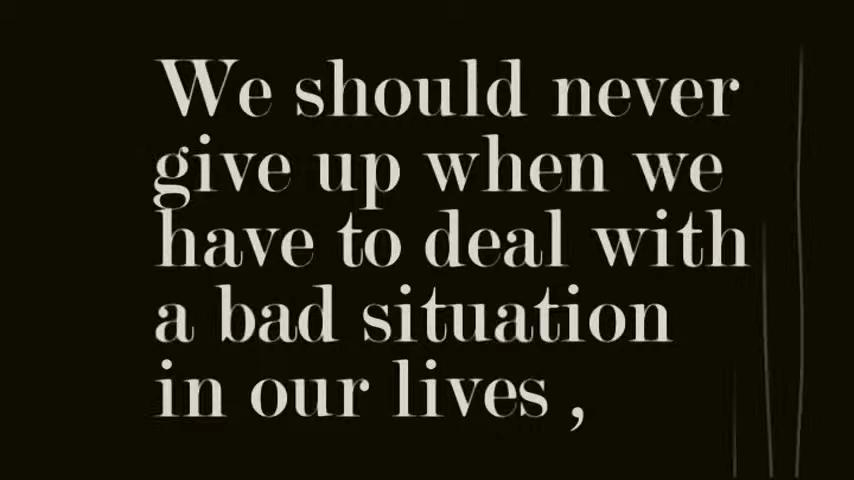 We should never
give up when we
have to deal with
a bad situation
in our lives ,